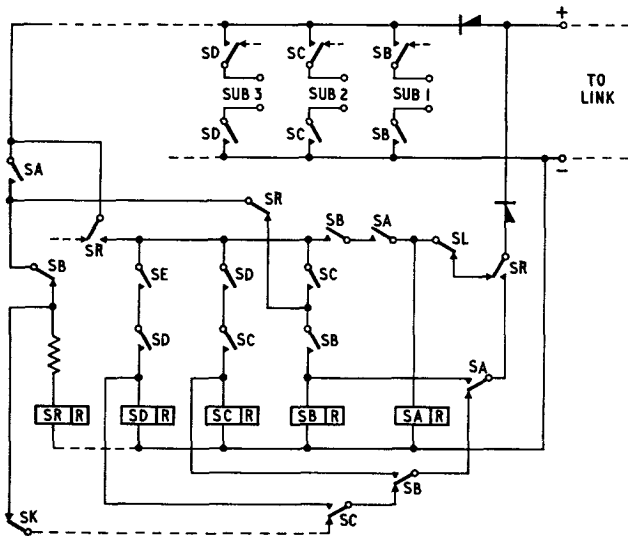 +
SD SC SB
SUB 3 SUB 2 SUB 1
TO
LINK
SD SC SB
−
SA
SR
SB SA
SR SL SR
SB
SE SD SC
SD SC SB
SA
SR R SD R SC R SB R SA R
SB
SK SC